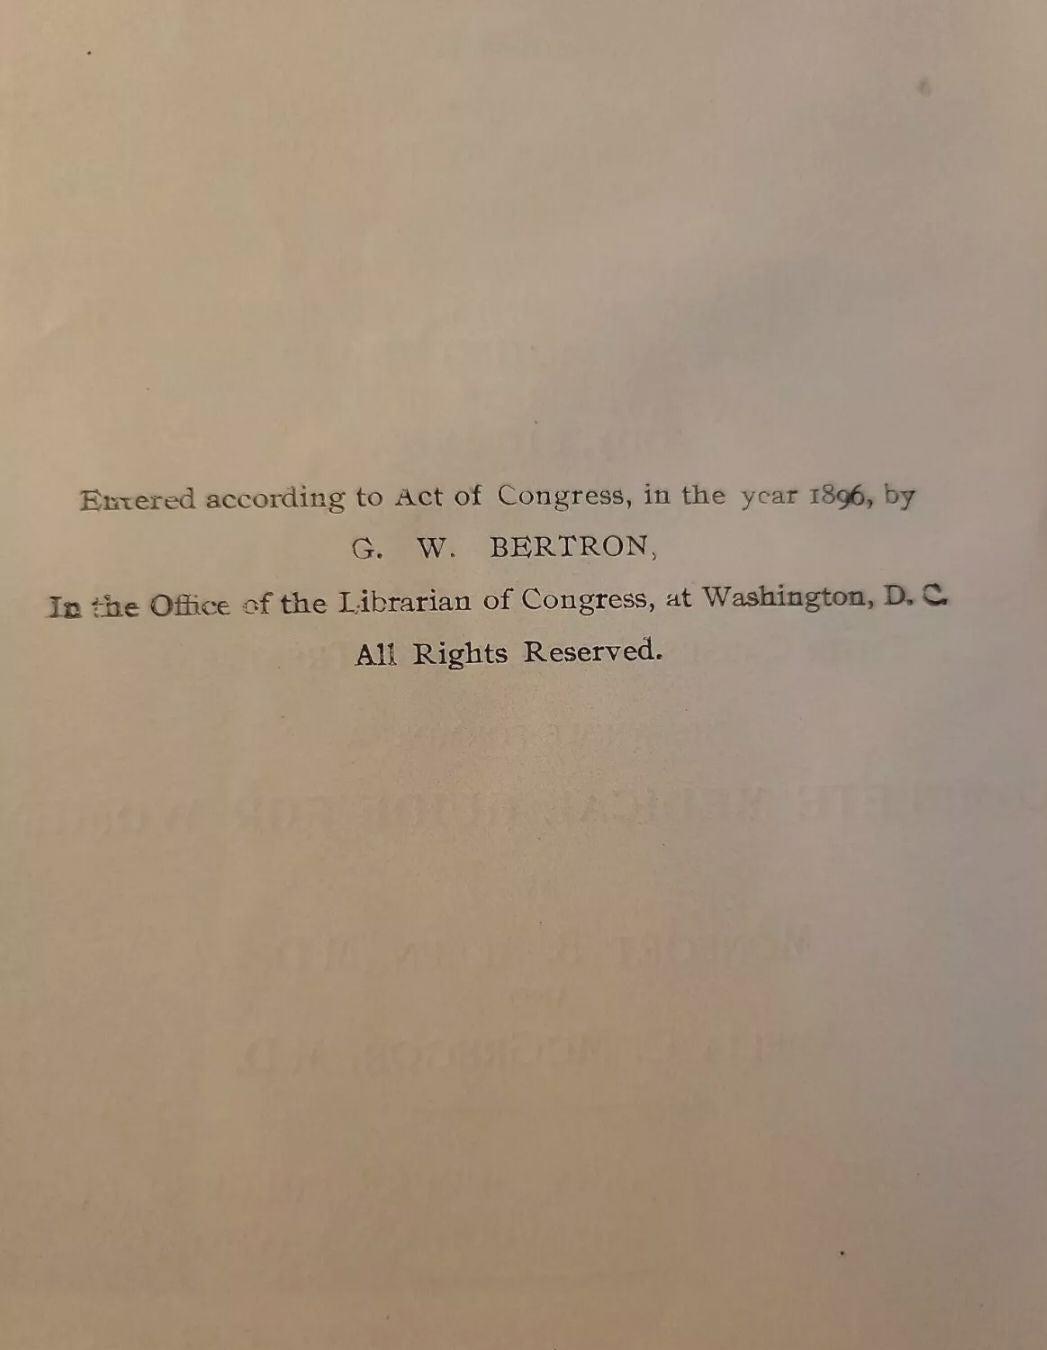 Entered according to Act of Congress, in the year 1896, by
G. W. BERTRON,
In the Office of the Librarian of Congress, at Washington, D. C.
All Rights Reserved.